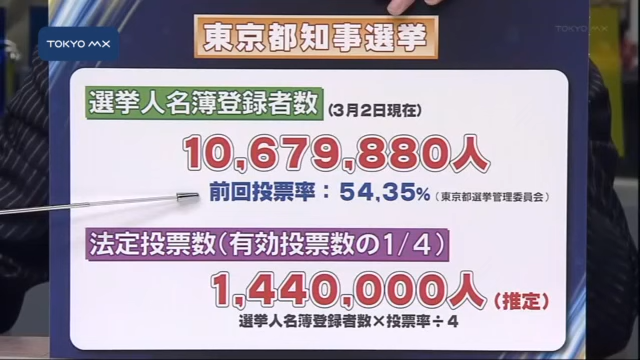 TOKYO MX
TOKYO MX
東京都知事選挙
選挙人名簿登録者数 (3月2日現在)
10,679,880人
前回投票率：54.35% (東京都選挙管理委員会)
法定投票数(有効投票数の1/4)
1,440,000人(推定)
選挙人名簿登録者数×投票率÷4